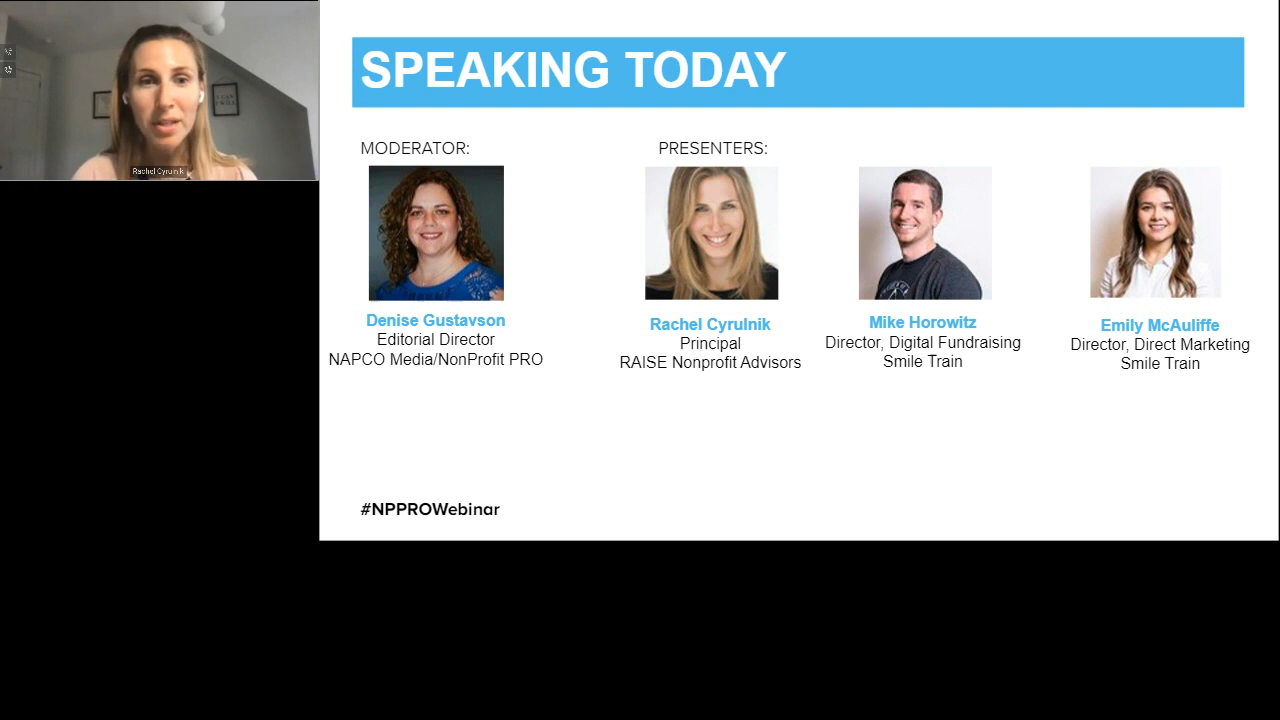 Rachel Cyrulnik
SPEAKING TODAY
MODERATOR:
PRESENTERS:
Denise Gustavson
Editorial Director
NAPCO Media/NonProfit PRO
Rachel Cyrulnik
Principal
RAISE Nonprofit Advisors
Mike Horowitz
Director, Digital Fundraising
Smile Train
Emily McAuliffe
Director, Direct Marketing
Smile Train
#NPPROWebinar